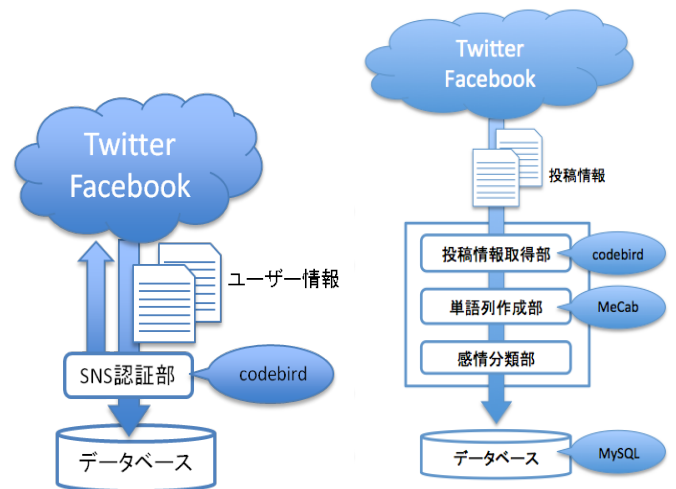 Twitter
Facebook
ユーザー情報
SNS認証部
codebird
データベース
Twitter
Facebook
投稿情報
投稿情報取得部
codebird
単語列作成部
MeCab
感情分類部
データベース
MySQL